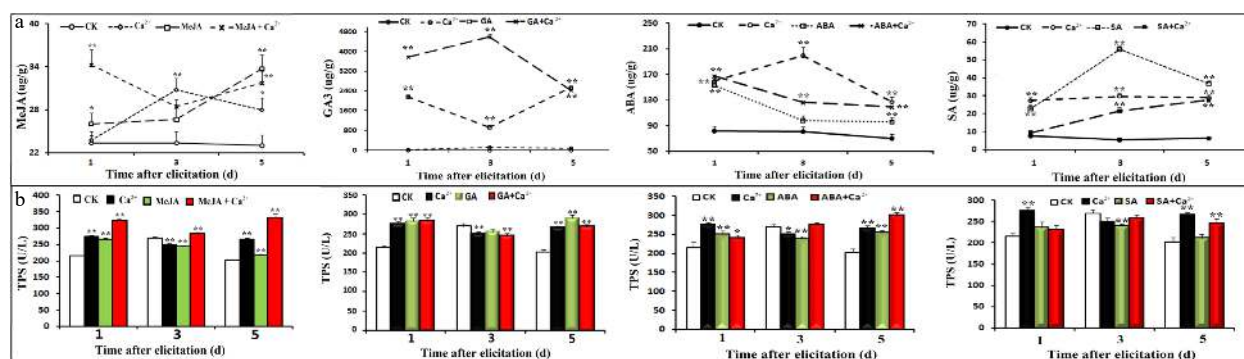 a
CK Ca²⁺ MeJA MeJA + Ca²⁺
MeJA (ug/g)
34
28
22
** * ** ** * **
1 3 5
Time after elicitation (d)
CK Ca²⁺ GA GA+Ca²⁺
GA3 (ug/g)
4800
3600
2400
1200
0
** ** ** ** ** **
1 3 5
Time after elicitation (d)
CK Ca²⁺ ABA ABA+Ca²⁺
ABA (ug/g)
250
210
170
130
90
50
** ** ** ** ** ** ** **
1 3 5
Time after elicitation (d)
CK Ca²⁺ SA SA+Ca²⁺
SA (ug/g)
80
70
60
50
40
30
20
10
0
** ** ** ** ** ** **
1 3 5
Time after elicitation (d)
b
CK Ca²⁺ MeJA MeJA + Ca²⁺
TPS (U/L)
350
300
250
200
150
100
50
0
** ** ** ** ** ** ** ** **
1 3 5
Time after elicitation (d)
CK Ca²⁺ GA GA+Ca²⁺
TPS (U/L)
350
300
250
200
150
100
50
0
** ** ** ** ** ** ** ** **
1 3 5
Time after elicitation (d)
CK Ca²⁺ ABA ABA+Ca²⁺
TPS (U/L)
350
300
250
200
150
100
50
0
** ** * * ** ** ** **
1 3 5
Time after elicitation (d)
CK Ca²⁺ SA SA+Ca²⁺
TPS (U/L)
300
250
200
150
100
50
0
** ** ** **
1 3 5
Time after elicitation (d)